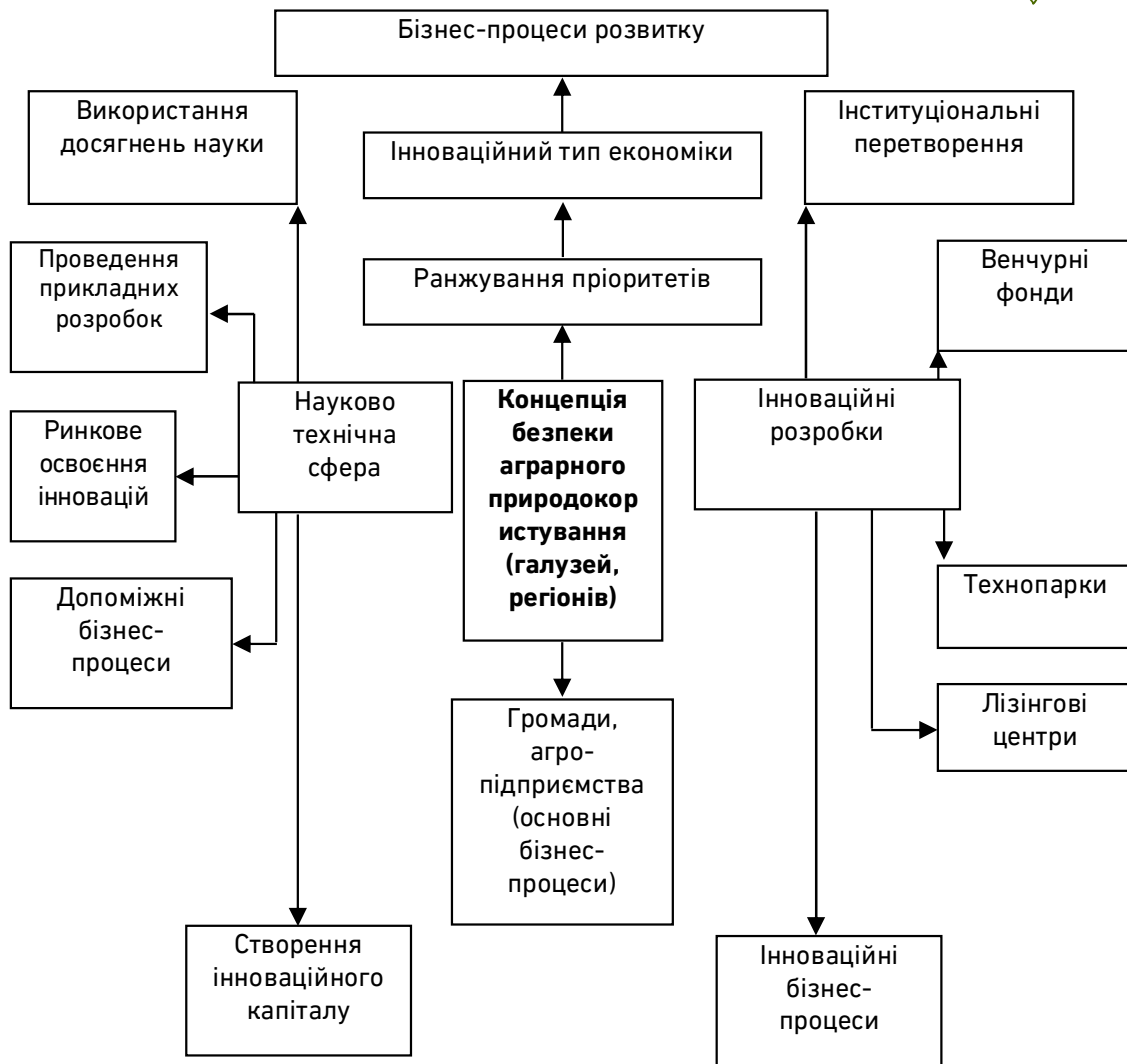 Бізнес-процеси розвитку
Використання
досягнень науки
Інноваційний тип економіки
Інституціональні
перетворення
Проведення
прикладних
розробок
Ранжування пріоритетів
Венчурні
фонди
Науково
технічна
сфера
Концепція
безпеки
аграрного
природокор
истування
(галузей,
регіонів)
Інноваційні
розробки
Ринкове
освоєння
інновацій
Допоміжні
бізнес-
процеси
Технопарки
Громади,
агро-
підприємства
(основні
бізнес-
процеси)
Лізингові
центри
Створення
інноваційного
капіталу
Інноваційні
бізнес-
процеси